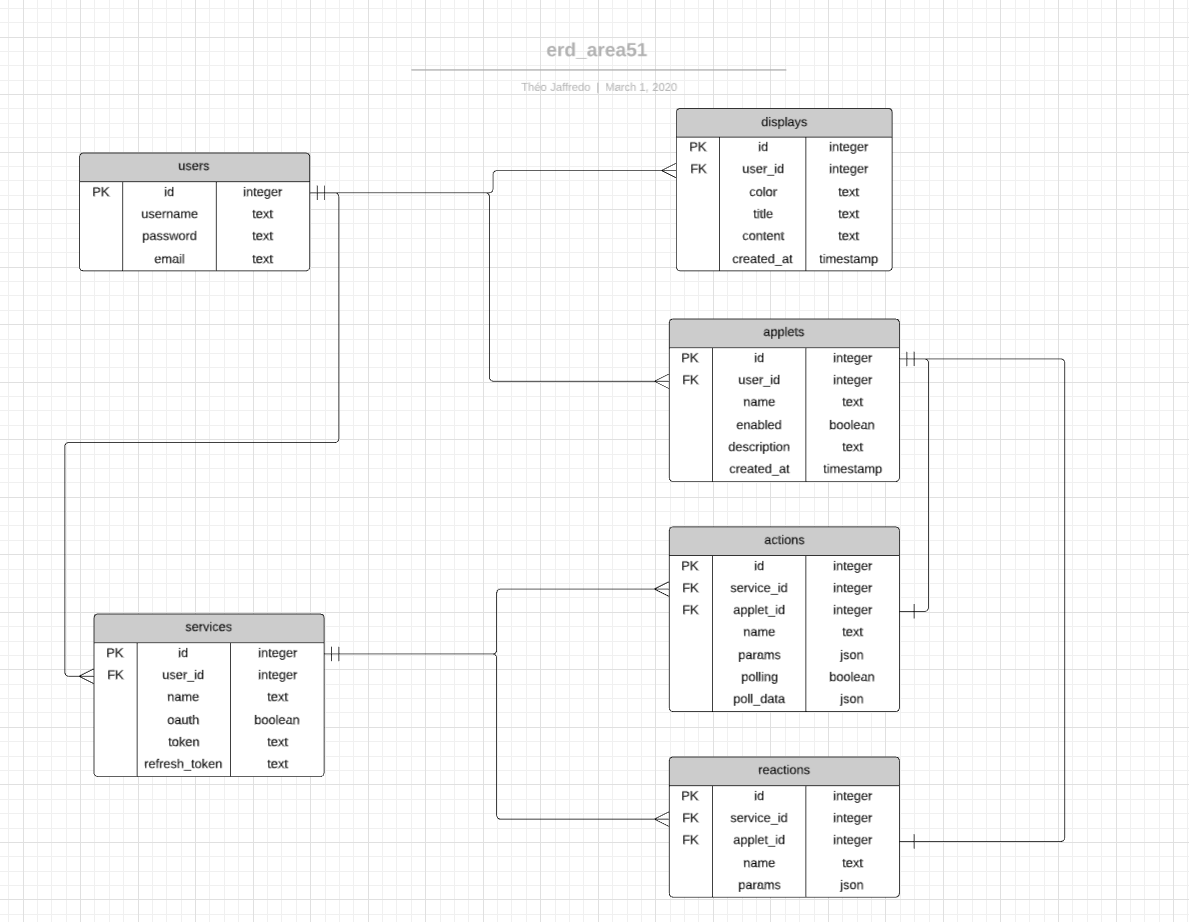 erd_area51
Théo Jaffredo | March 1, 2020
users
PK id integer
username text
password text
email text
displays
PK id integer
FK user_id integer
color text
title text
content text
created_at timestamp
applets
PK id integer
FK user_id integer
name text
enabled boolean
description text
created_at timestamp
actions
PK id integer
FK service_id integer
FK applet_id integer
name text
params json
polling boolean
poll_data json
services
PK id integer
FK user_id integer
name text
oauth boolean
token text
refresh_token text
reactions
PK id integer
FK service_id integer
FK applet_id integer
name text
params json